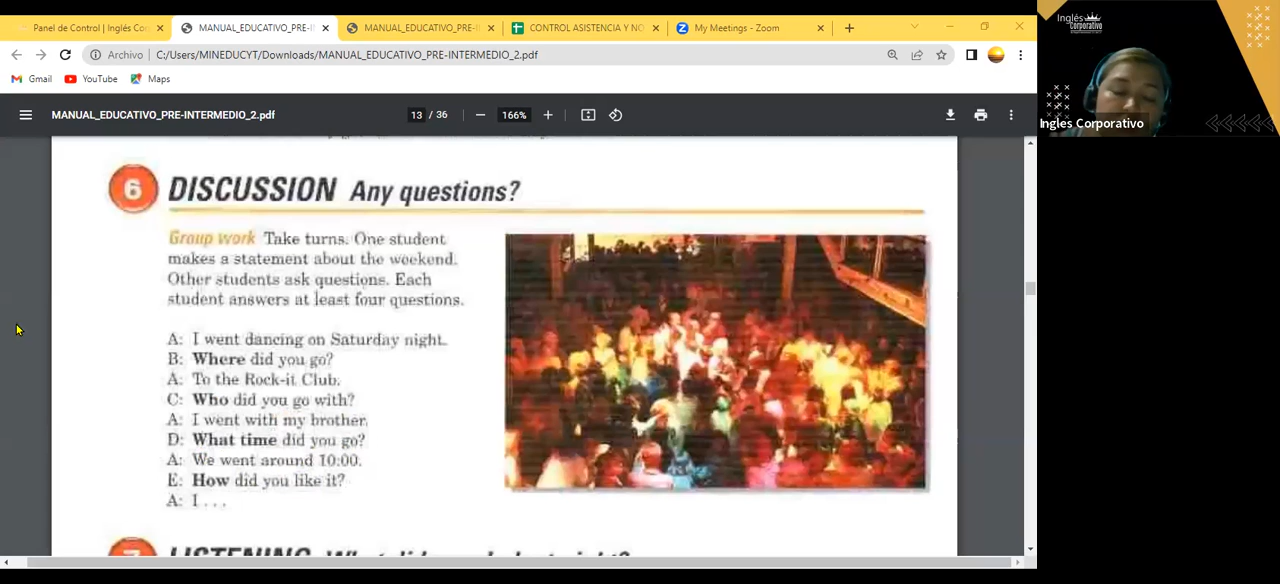 Panel de Control | Inglés Co
MANUAL_EDUCATIVO_PRE-I
MANUAL_EDUCATIVO_PRE-IN
CONTROL ASISTENCIA Y NO
My Meetings - Zoom
Archivo
C:/Users/MINEDUCYT/Downloads/MANUAL_EDUCATIVO_PRE-INTERMEDIO_2.pdf
Gmail
YouTube
Maps
MANUAL_EDUCATIVO_PRE-INTERMEDIO_2.pdf
13 / 36
166%
6 DISCUSSION Any questions?
Group work Take turns. One student
makes a statement about the weekend.
Other students ask questions. Each
student answers at least four questions.
A: I went dancing on Saturday night.
B: Where did you go?
A: To the Rock-it Club.
C: Who did you go with?
A: I went with my brother.
D: What time did you go?
A: We went around 10:00.
E: How did you like it?
A: I . . .
Inglés
Corporativo
Ingles Corporativo